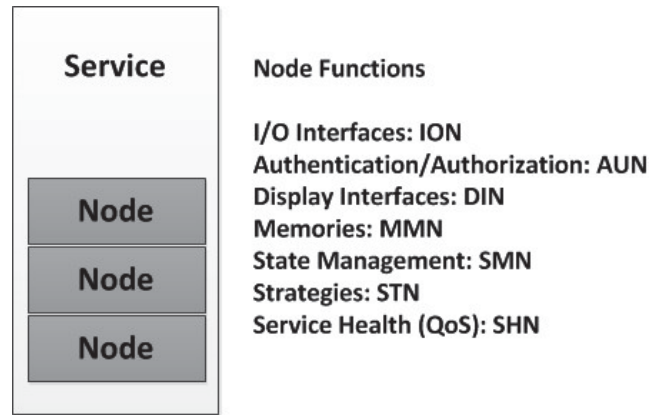 Service
Node
Node
Node
Node Functions
I/O Interfaces: ION
Authentication/Authorization: AUN
Display Interfaces: DIN
Memories: MMN
State Management: SMN
Strategies: STN
Service Health (QoS): SHN